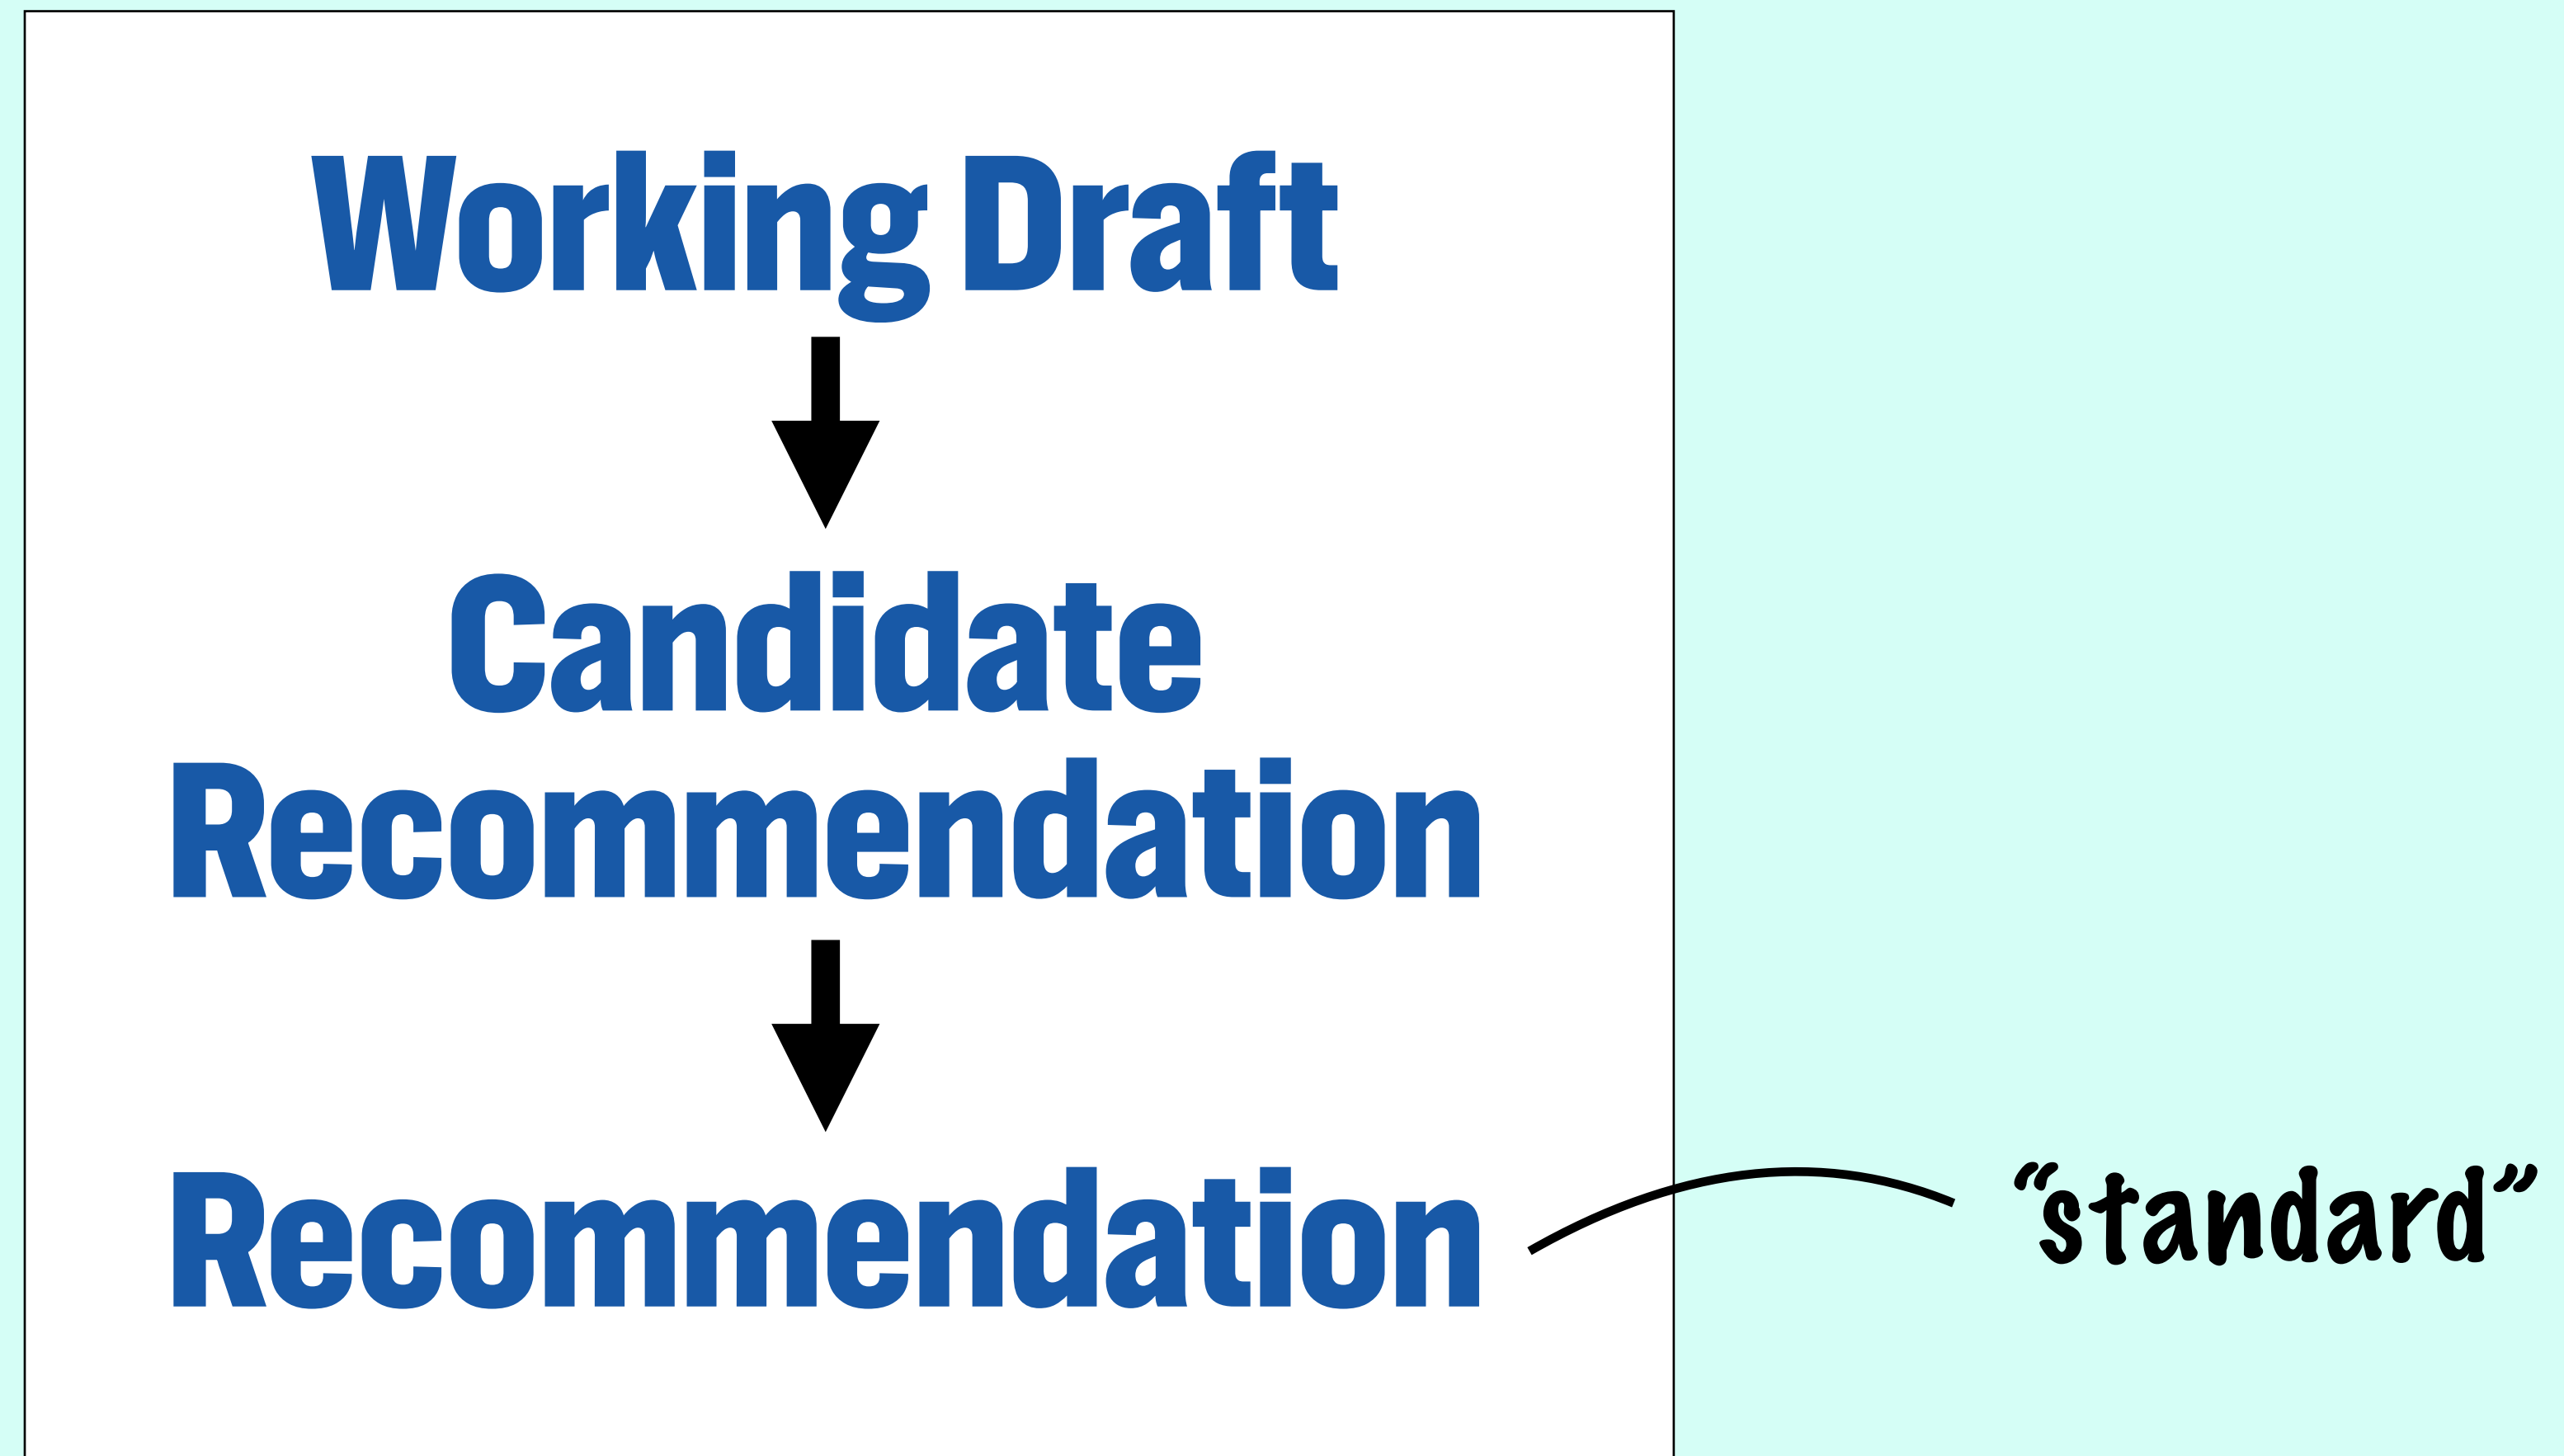 Working Draft
Candidate
Recommendation
Recommendation
“standard”